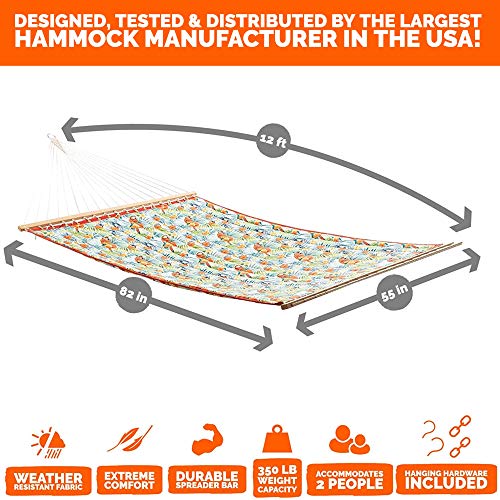 DESIGNED, TESTED & DISTRIBUTED BY THE LARGEST
HAMMOCK MANUFACTURER IN THE USA!
12 ft
82 in
55 in
WEATHER
RESISTANT FABRIC
EXTREME
COMFORT
DURABLE
SPREADER BAR
350 LB
WEIGHT
CAPACITY
ACCOMMODATES
2 PEOPLE
HANGING HARDWARE
INCLUDED